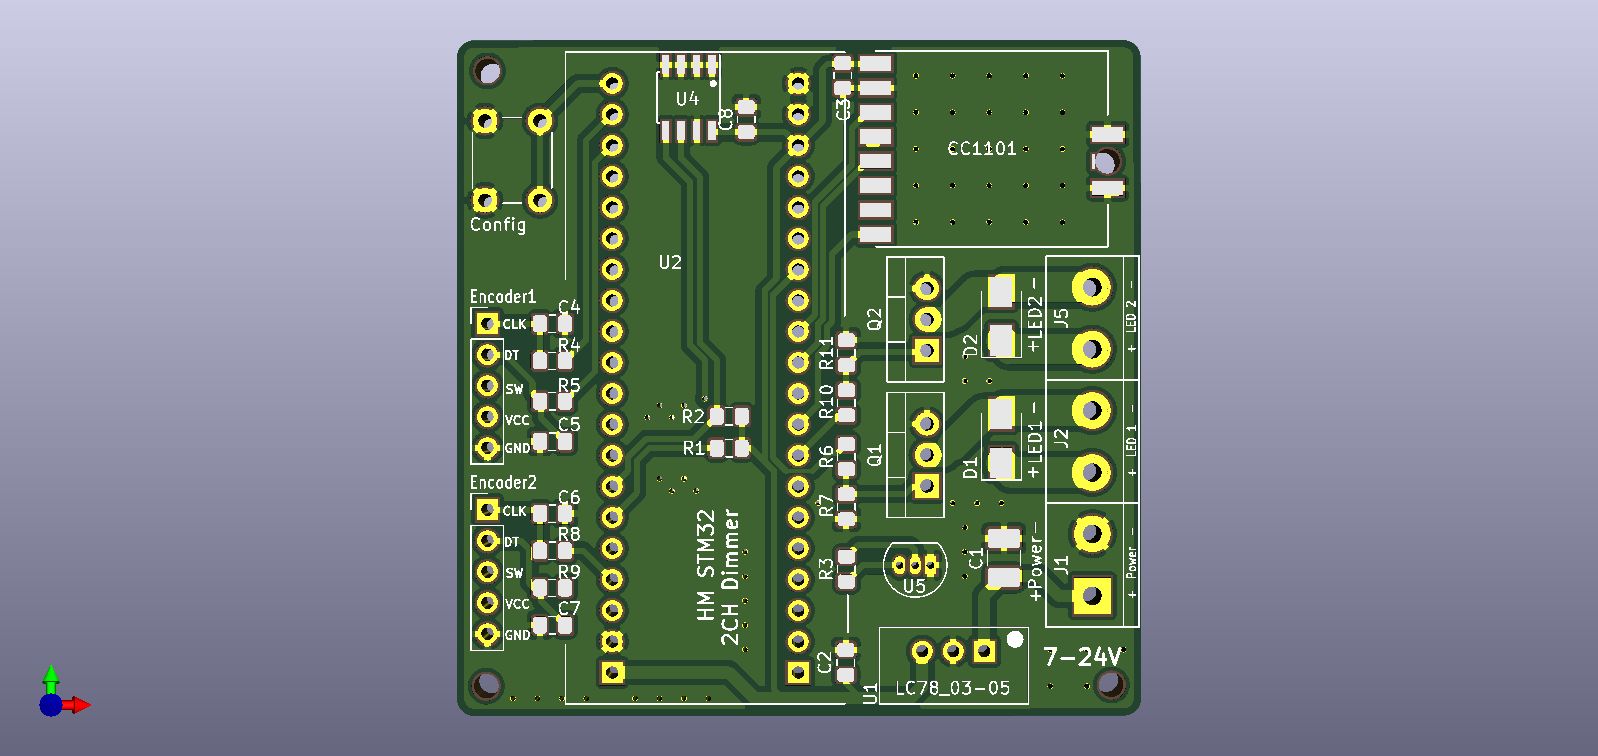 U4
C8
C3
CC1101
Config
U2
Encoder1
CLK
DT
SW
VCC
GND
C4
R4
R5
C5
Q2
D2
+LED2-
J5
+ LED 2 -
R11
R10
R2
R1
R6
R7
Q1
D1
+LED1-
J2
+ LED 1 -
Encoder2
CLK
DT
SW
VCC
GND
C6
R8
R9
C7
HM STM32
2CH Dimmer
R3
U5
C1
+Power-
J1
+ Power -
C2
U1
LC78_03-05
7-24V